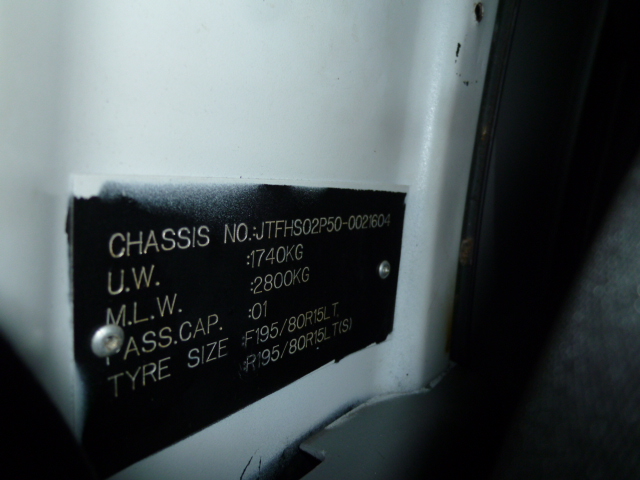 CHASSIS NO.:JTFHS02P50-0021604
U.W. :1740KG
M.L.W. :2800KG
PASS.CAP. :01
TYRE SIZE :F195/80R15LT,
:R195/80R15LT(S)